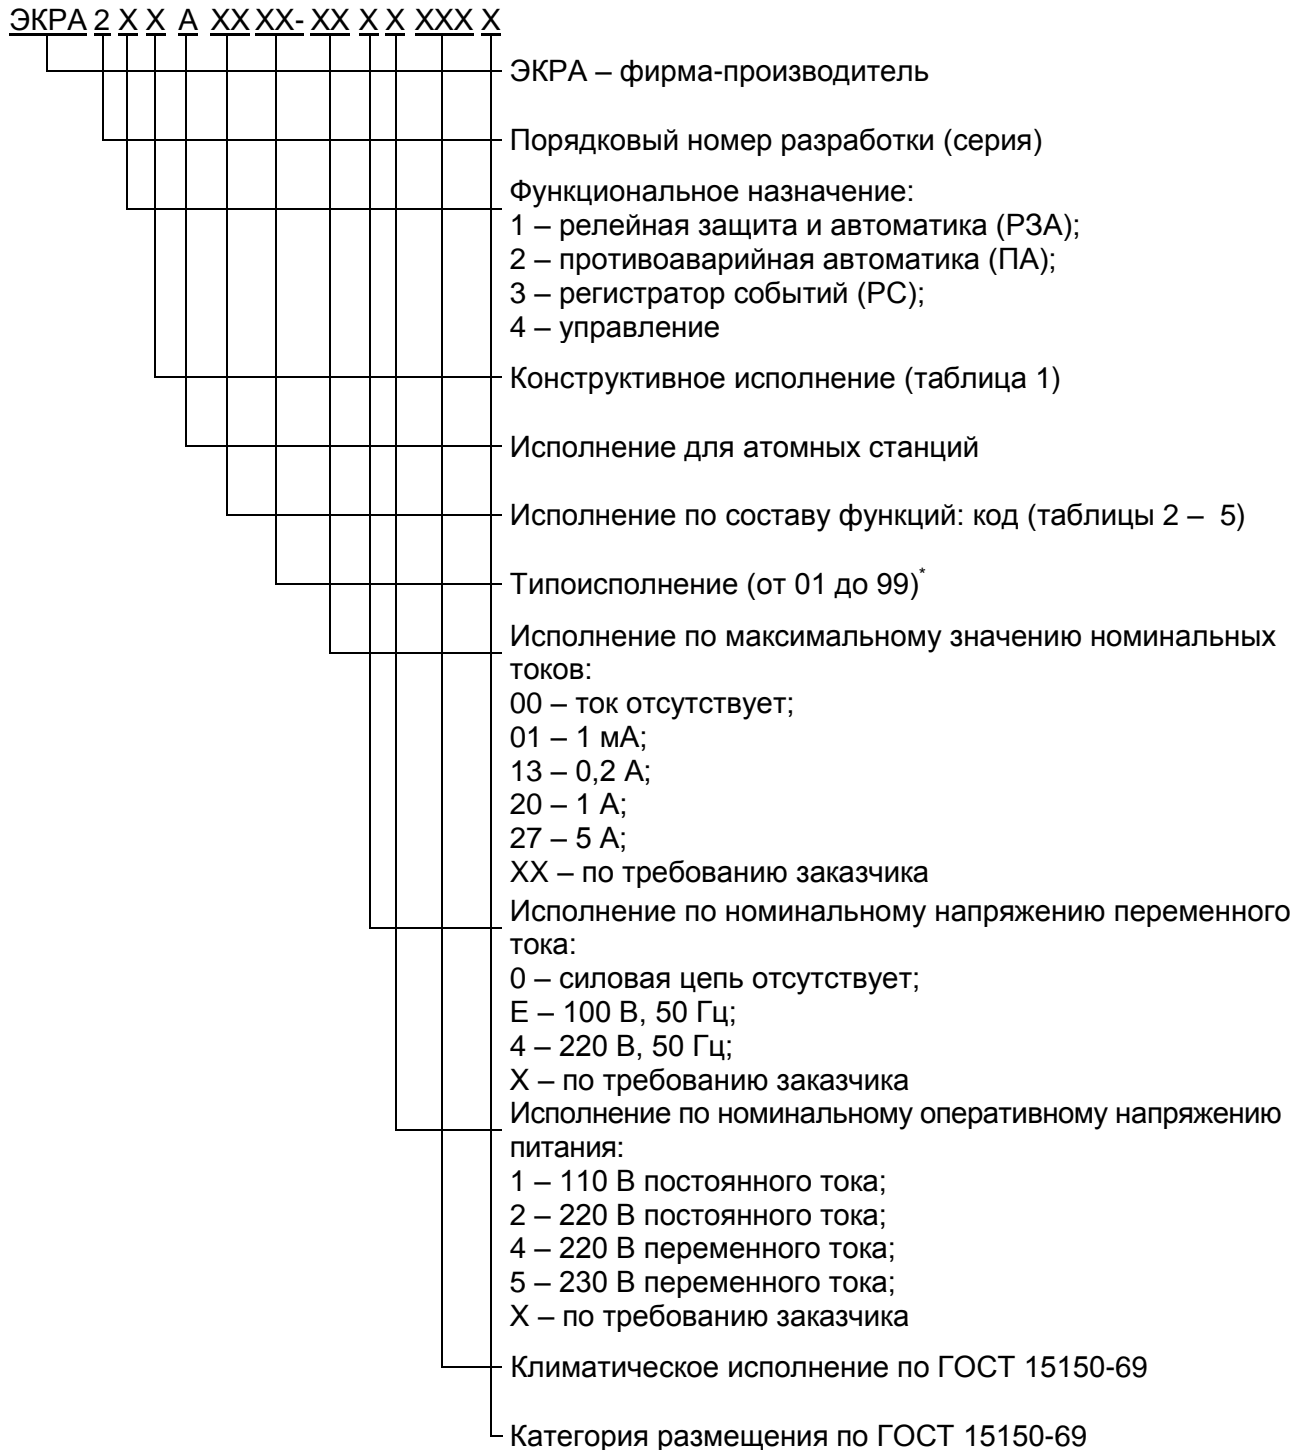 ЭКРА 2 Х Х А ХХ ХХ- ХХ Х Х ХХХ Х
ЭКРА – фирма-производитель
Порядковый номер разработки (серия)
Функциональное назначение:
1 – релейная защита и автоматика (РЗА);
2 – противоаварийная автоматика (ПА);
3 – регистратор событий (РС);
4 – управление
Конструктивное исполнение (таблица 1)
Исполнение для атомных станций
Исполнение по составу функций: код (таблицы 2 – 5)
Типоисполнение (от 01 до 99)*
Исполнение по максимальному значению номинальных
токов:
00 – ток отсутствует;
01 – 1 мА;
13 – 0,2 А;
20 – 1 А;
27 – 5 А;
ХХ – по требованию заказчика
Исполнение по номинальному напряжению переменного
тока:
0 – силовая цепь отсутствует;
Е – 100 В, 50 Гц;
4 – 220 В, 50 Гц;
Х – по требованию заказчика
Исполнение по номинальному оперативному напряжению
питания:
1 – 110 В постоянного тока;
2 – 220 В постоянного тока;
4 – 220 В переменного тока;
5 – 230 В переменного тока;
Х – по требованию заказчика
Климатическое исполнение по ГОСТ 15150-69
Категория размещения по ГОСТ 15150-69